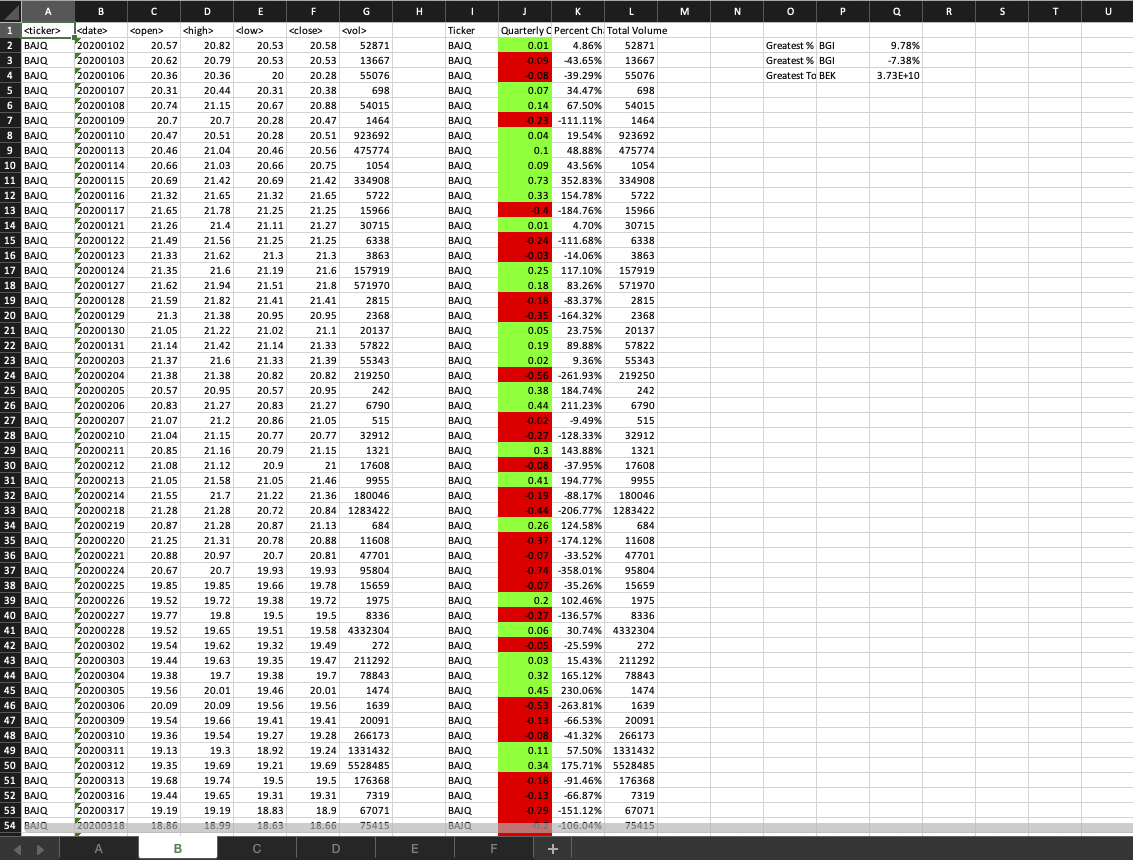 A B C D E F G H I J K L M N O P Q R S T U
1 <ticker> <date> <open> <high> <low> <close> <vol> Ticker Quarterly C Percent Ch Total Volume
2 BAJQ 20200102 20.57 20.82 20.53 20.58 52871 BAJQ 0.01 4.86% 52871 Greatest % BGI 9.78%
3 BAJQ 20200103 20.62 20.79 20.53 20.53 13667 BAJQ -0.09 -43.65% 13667 Greatest % BGI -7.38%
4 BAJQ 20200106 20.36 20.36 20 20.28 55076 BAJQ -0.08 -39.29% 55076 Greatest To BEK 3.73E+10
5 BAJQ 20200107 20.31 20.44 20.31 20.38 698 BAJQ 0.07 34.47% 698
6 BAJQ 20200108 20.74 21.15 20.67 20.88 54015 BAJQ 0.14 67.50% 54015
7 BAJQ 20200109 20.7 20.7 20.28 20.47 1464 BAJQ -0.23 -111.11% 1464
8 BAJQ 20200110 20.47 20.51 20.28 20.51 923692 BAJQ 0.04 19.54% 923692
9 BAJQ 20200113 20.46 21.04 20.46 20.56 475774 BAJQ 0.1 48.88% 475774
10 BAJQ 20200114 20.66 21.03 20.66 20.75 1054 BAJQ 0.09 43.56% 1054
11 BAJQ 20200115 20.69 21.42 20.69 21.42 334908 BAJQ 0.73 352.83% 334908
12 BAJQ 20200116 21.32 21.65 21.32 21.65 5722 BAJQ 0.33 154.78% 5722
13 BAJQ 20200117 21.65 21.78 21.25 21.25 15966 BAJQ -0.4 -184.76% 15966
14 BAJQ 20200121 21.26 21.4 21.11 21.27 30715 BAJQ 0.01 4.70% 30715
15 BAJQ 20200122 21.49 21.56 21.25 21.25 6338 BAJQ -0.24 -111.68% 6338
16 BAJQ 20200123 21.33 21.62 21.3 21.3 3863 BAJQ -0.03 -14.06% 3863
17 BAJQ 20200124 21.35 21.6 21.19 21.6 157919 BAJQ 0.25 117.10% 157919
18 BAJQ 20200127 21.62 21.94 21.51 21.8 571970 BAJQ 0.18 83.26% 571970
19 BAJQ 20200128 21.59 21.82 21.41 21.41 2815 BAJQ -0.18 -83.37% 2815
20 BAJQ 20200129 21.3 21.38 20.95 20.95 2368 BAJQ -0.35 -164.32% 2368
21 BAJQ 20200130 21.05 21.22 21.02 21.1 20137 BAJQ 0.05 23.75% 20137
22 BAJQ 20200131 21.14 21.42 21.14 21.33 57822 BAJQ 0.19 89.88% 57822
23 BAJQ 20200203 21.37 21.6 21.33 21.39 55343 BAJQ 0.02 9.36% 55343
24 BAJQ 20200204 21.38 21.38 20.82 20.82 219250 BAJQ -0.56 -261.93% 219250
25 BAJQ 20200205 20.57 20.95 20.57 20.95 242 BAJQ 0.38 184.74% 242
26 BAJQ 20200206 20.83 21.27 20.83 21.27 6790 BAJQ 0.44 211.23% 6790
27 BAJQ 20200207 21.07 21.2 20.86 21.05 515 BAJQ -0.02 -9.49% 515
28 BAJQ 20200210 21.04 21.15 20.77 20.77 32912 BAJQ -0.27 -128.33% 32912
29 BAJQ 20200211 20.85 21.16 20.79 21.15 1321 BAJQ 0.3 143.88% 1321
30 BAJQ 20200212 21.08 21.12 20.9 21 17608 BAJQ -0.08 -37.95% 17608
31 BAJQ 20200213 21.05 21.58 21.05 21.46 9955 BAJQ 0.41 194.77% 9955
32 BAJQ 20200214 21.55 21.7 21.22 21.36 180046 BAJQ -0.19 -88.17% 180046
33 BAJQ 20200218 21.28 21.28 20.72 20.84 1283422 BAJQ -0.44 -206.77% 1283422
34 BAJQ 20200219 20.87 21.28 20.87 21.13 684 BAJQ 0.26 124.58% 684
35 BAJQ 20200220 21.25 21.31 20.78 20.88 11608 BAJQ -0.37 -174.12% 11608
36 BAJQ 20200221 20.88 20.97 20.7 20.81 47701 BAJQ -0.07 -33.52% 47701
37 BAJQ 20200224 20.67 20.7 19.93 19.93 95804 BAJQ -0.74 -358.01% 95804
38 BAJQ 20200225 19.85 19.85 19.66 19.78 15659 BAJQ -0.07 -35.26% 15659
39 BAJQ 20200226 19.52 19.72 19.38 19.72 1975 BAJQ 0.2 102.46% 1975
40 BAJQ 20200227 19.77 19.8 19.5 19.5 8336 BAJQ -0.27 -136.57% 8336
41 BAJQ 20200228 19.52 19.65 19.51 19.58 4332304 BAJQ 0.06 30.74% 4332304
42 BAJQ 20200302 19.54 19.62 19.32 19.49 272 BAJQ -0.05 -25.59% 272
43 BAJQ 20200303 19.44 19.63 19.35 19.47 211292 BAJQ 0.03 15.43% 211292
44 BAJQ 20200304 19.38 19.7 19.38 19.7 78843 BAJQ 0.32 165.12% 78843
45 BAJQ 20200305 19.56 20.01 19.46 20.01 1474 BAJQ 0.45 230.06% 1474
46 BAJQ 20200306 20.09 20.09 19.56 19.56 1639 BAJQ -0.53 -263.81% 1639
47 BAJQ 20200309 19.54 19.66 19.41 19.41 20091 BAJQ -0.13 -66.53% 20091
48 BAJQ 20200310 19.36 19.54 19.27 19.28 266173 BAJQ -0.08 -41.32% 266173
49 BAJQ 20200311 19.13 19.3 18.92 19.24 1331432 BAJQ 0.11 57.50% 1331432
50 BAJQ 20200312 19.35 19.69 19.21 19.69 5528485 BAJQ 0.34 175.71% 5528485
51 BAJQ 20200313 19.68 19.74 19.5 19.5 176368 BAJQ -0.18 -91.46% 176368
52 BAJQ 20200316 19.44 19.65 19.31 19.31 7319 BAJQ -0.13 -66.87% 7319
53 BAJQ 20200317 19.19 19.19 18.83 18.9 67071 BAJQ -0.29 -151.12% 67071
54 BAJQ 20200318 18.86 18.99 18.63 18.66 75415 BAJQ -0.2 -106.04% 75415
A B C D E F +